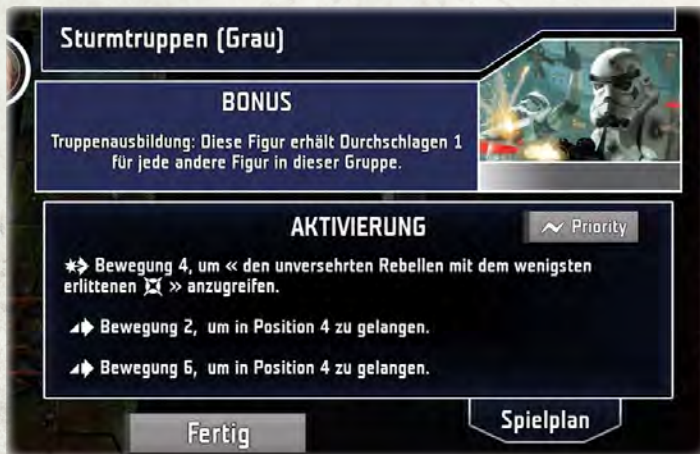 Sturmtruppen (Grau)
BONUS
Truppenausbildung: Diese Figur erhält Durchschlagen 1
für jede andere Figur in dieser Gruppe.
AKTIVIERUNG
Priority
Bewegung 4, um « den unversehrten Rebellen mit dem wenigsten
erlittenen » anzugreifen.
Bewegung 2, um in Position 4 zu gelangen.
Bewegung 6, um in Position 4 zu gelangen.
Fertig
Spielplan